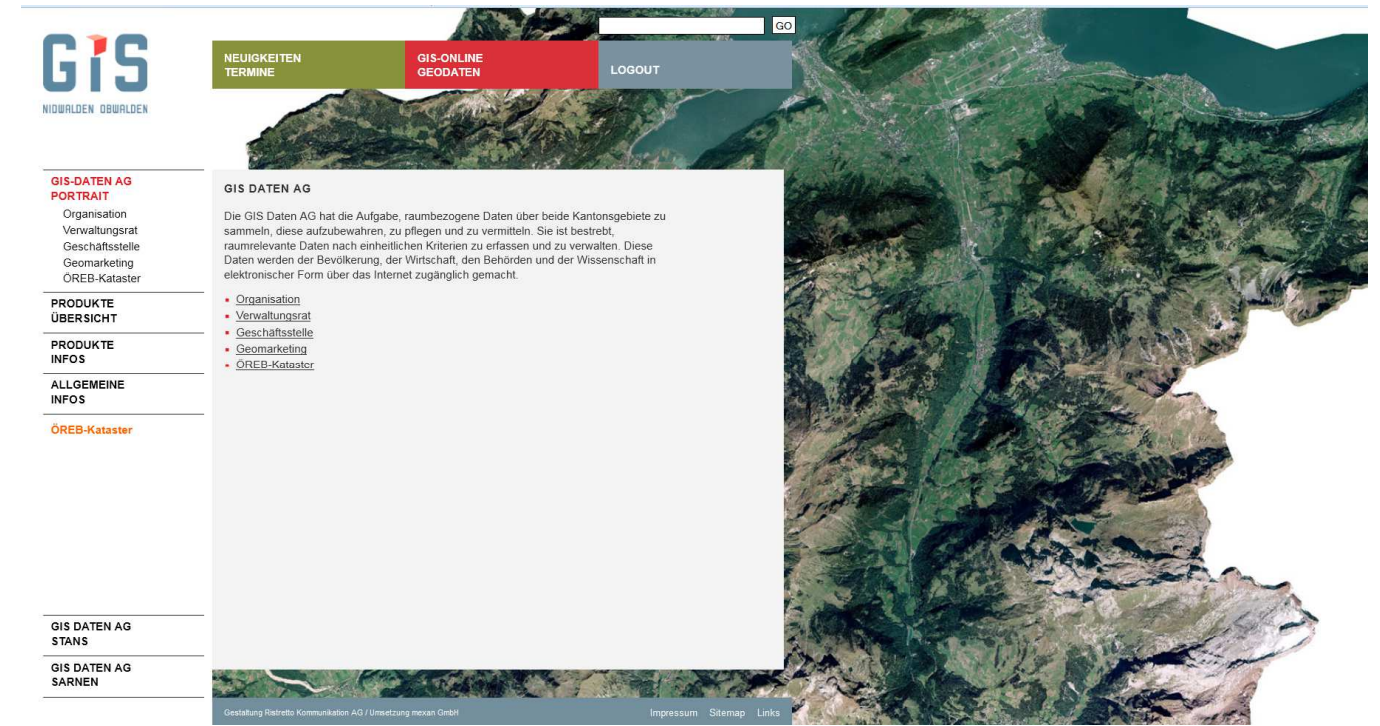 GO
GIS
NIDWALDEN OBWALDEN
NEUIGKEITEN
TERMINE
GIS-ONLINE
GEODATEN
LOGOUT
GIS-DATEN AG
PORTRAIT
Organisation
Verwaltungsrat
Geschäftsstelle
Geomarketing
ÖREB-Kataster
PRODUKTE
ÜBERSICHT
PRODUKTE
INFOS
ALLGEMEINE
INFOS
ÖREB-Kataster
GIS DATEN AG
STANS
GIS DATEN AG
SARNEN
GIS DATEN AG
Die GIS Daten AG hat die Aufgabe, raumbezogene Daten über beide Kantonsgebiete zu
sammeln, diese aufzubewahren, zu pflegen und zu vermitteln. Sie ist bestrebt,
raumrelevante Daten nach einheitlichen Kriterien zu erfassen und zu verwalten. Diese
Daten werden der Bevölkerung, der Wirtschaft, den Behörden und der Wissenschaft in
elektronischer Form über das Internet zugänglich gemacht.
Organisation
Verwaltungsrat
Geschäftsstelle
Geomarketing
ÖREB-Kataster
Gestaltung Ristretto Kommunikation AG / Umsetzung mexan GmbH
Impressum Sitemap Links